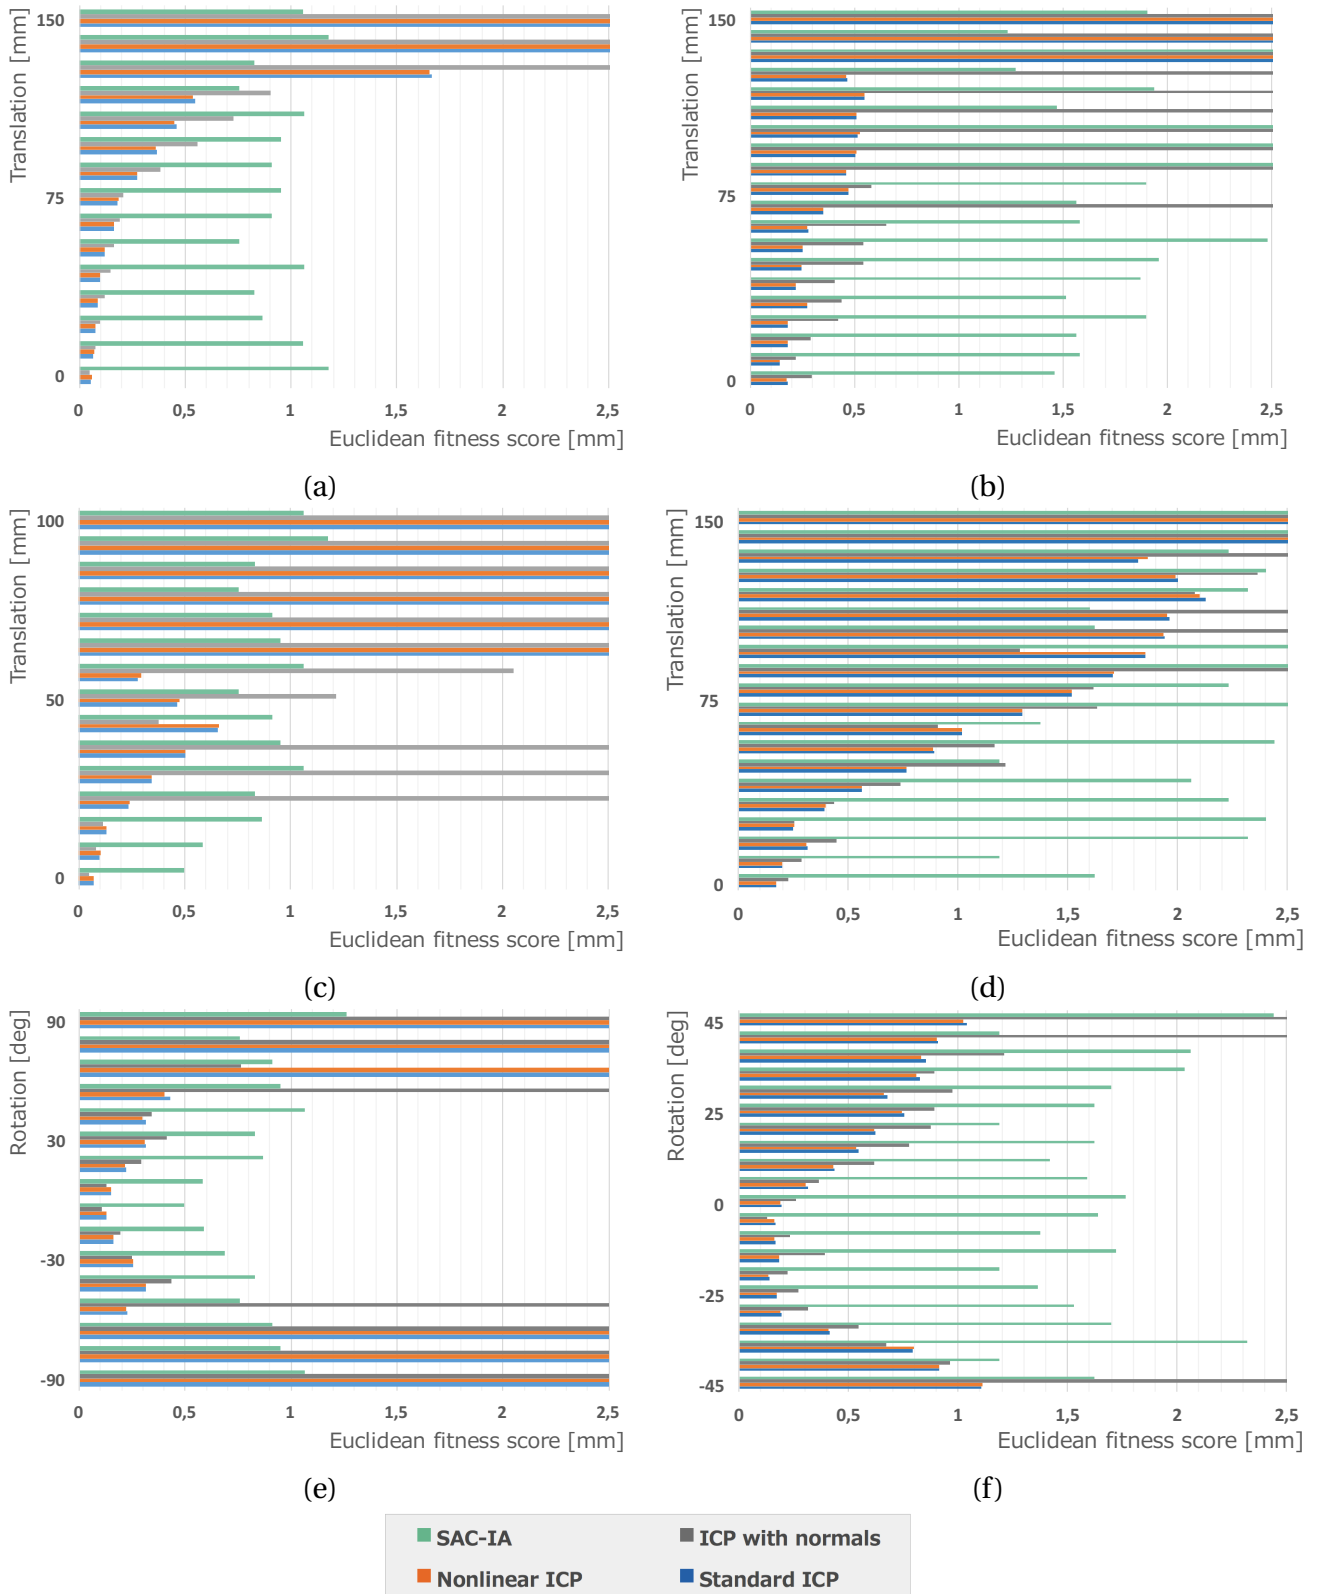 Translation [mm]
150
75
0
0 0,5 1 1,5 2 2,5
Euclidean fitness score [mm]
(a)
Translation [mm]
150
75
0
0 0,5 1 1,5 2 2,5
Euclidean fitness score [mm]
(b)
Translation [mm]
100
50
0
0 0,5 1 1,5 2 2,5
Euclidean fitness score [mm]
(c)
Translation [mm]
150
75
0
0 0,5 1 1,5 2 2,5
Euclidean fitness score [mm]
(d)
Rotation [deg]
90
30
-30
-90
0 0,5 1 1,5 2 2,5
Euclidean fitness score [mm]
(e)
Rotation [deg]
45
25
0
-25
-45
0 0,5 1 1,5 2 2,5
Euclidean fitness score [mm]
(f)
SAC-IA
ICP with normals
Nonlinear ICP
Standard ICP